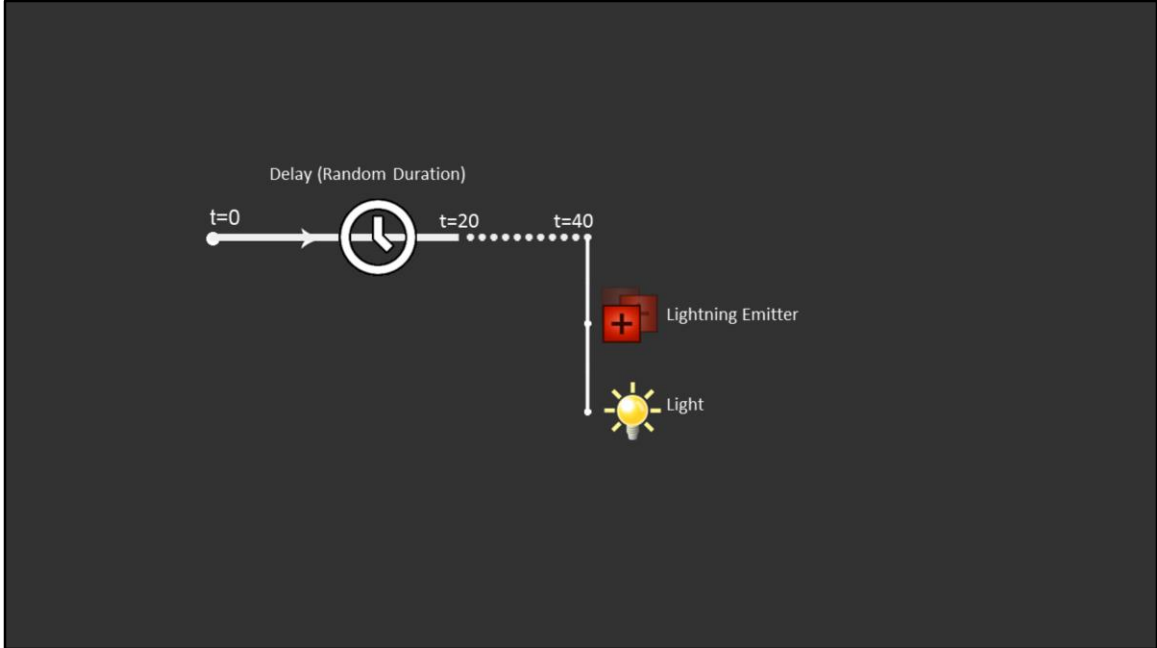 Delay (Random Duration)
t=0
t=20
t=40
Lightning Emitter
Light